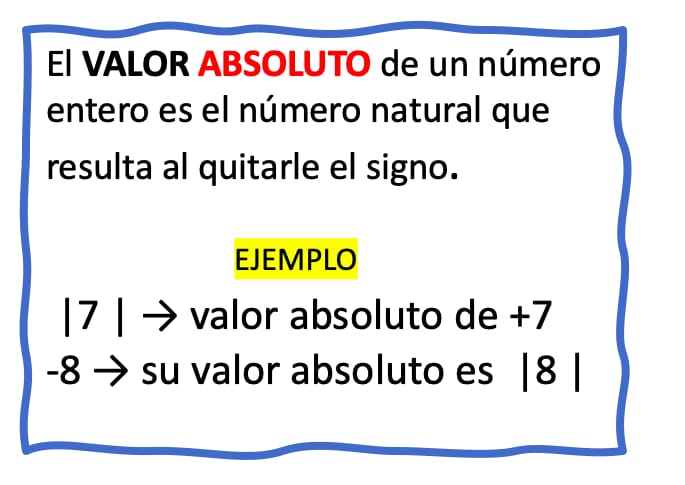 El VALOR ABSOLUTO de un número
entero es el número natural que
resulta al quitarle el signo.
EJEMPLO
|7 | → valor absoluto de +7
-8 → su valor absoluto es |8 |